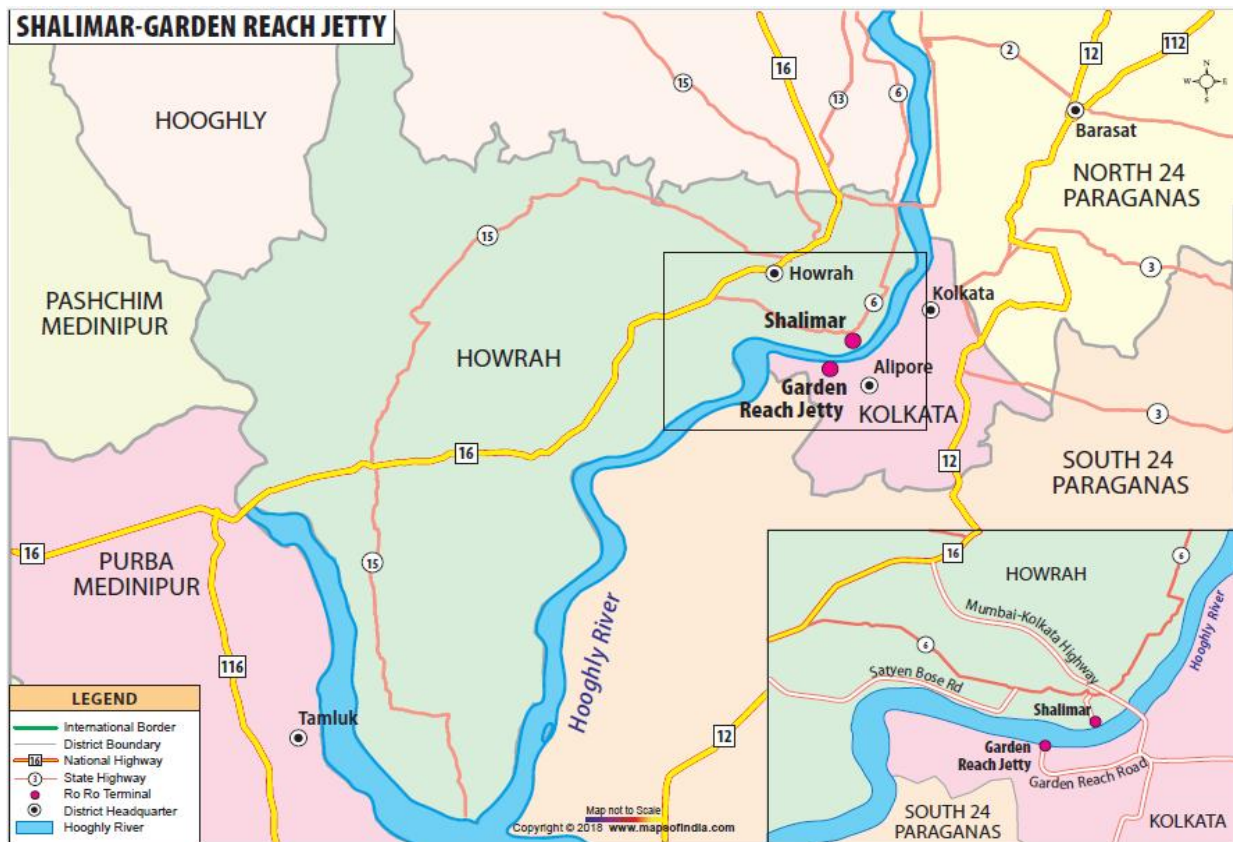 SHALIMAR-GARDEN REACH JETTY
HOOGHLY
15
16
13
6
2
12
112
N
W
E
S
Barasat
NORTH 24
PARAGANAS
15
Howrah
3
PASHCHIM
MEDINIPUR
Kolkata
6
Shalimar
HOWRAH
Alipore
Garden
Reach Jetty
KOLKATA
3
16
12
SOUTH 24
PARAGANAS
16
PURBA
MEDINIPUR
15
Hooghly River
116
Tamluk
12
LEGEND
International Border
District Boundary
16
National Highway
3
State Highway
Ro Ro Terminal
District Headquarter
Hooghly River
Map not to Scale
Copyright © 2018 www.mapsofindia.com
16
6
HOWRAH
Mumbai-Kolkata Highway
Hooghly River
6
Satyen Bose Rd
Shalimar
Garden
Reach Jetty
Garden Reach Road
SOUTH 24
PARAGANAS
KOLKATA